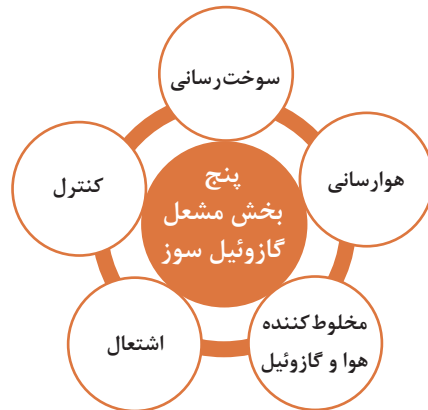 سوخت‌رسانی
هوارسانی
مخلوط‌کننده
هوا و گازوئیل
اشتعال
کنترل
پنج
بخش مشعل
گازوئیل سوز